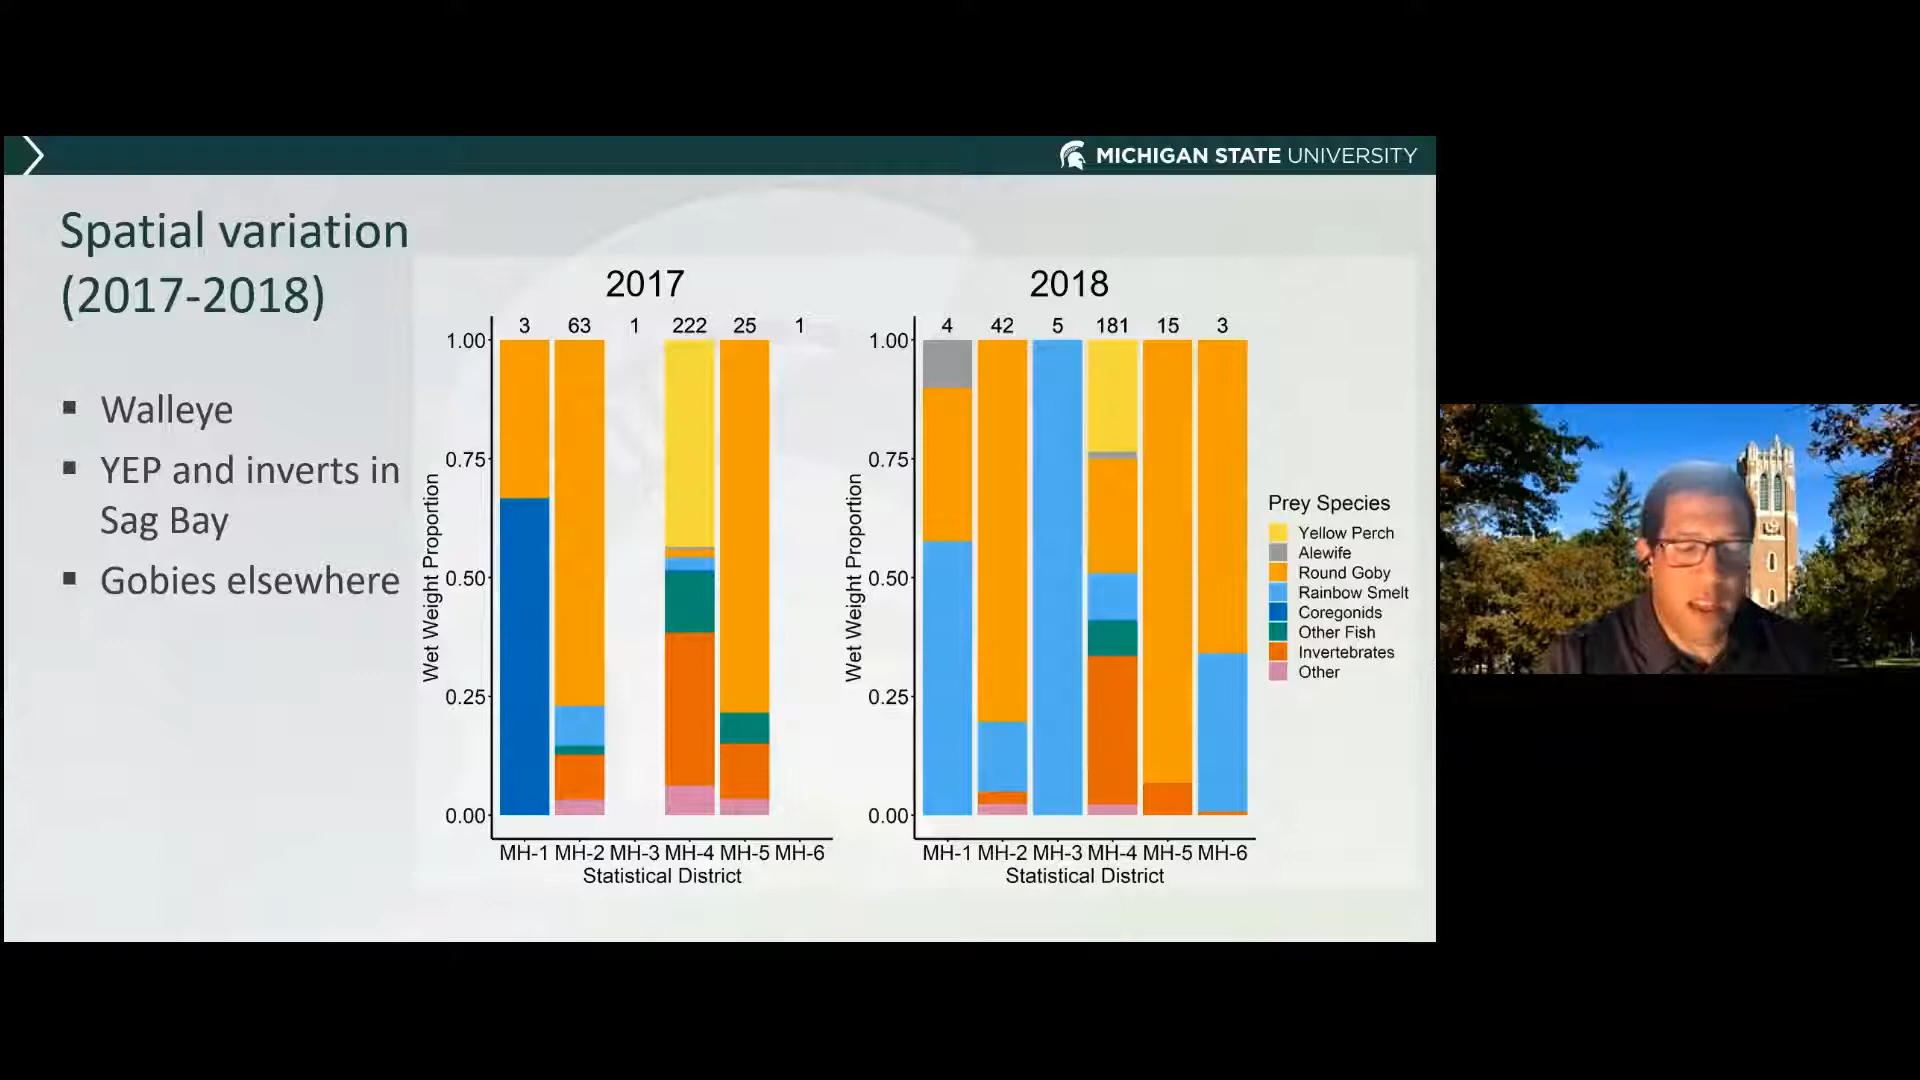 MICHIGAN STATE UNIVERSITY
Spatial variation
(2017-2018)
▪ Walleye
▪ YEP and inverts in
Sag Bay
▪ Gobies elsewhere
2017
3 63 1 222 25 1
1.00
0.75
0.50
0.25
0.00
Wet Weight Proportion
MH-1 MH-2 MH-3 MH-4 MH-5 MH-6
Statistical District
2018
4 42 5 181 15 3
1.00
0.75
0.50
0.25
0.00
Wet Weight Proportion
MH-1 MH-2 MH-3 MH-4 MH-5 MH-6
Statistical District
Prey Species
Yellow Perch
Alewife
Round Goby
Rainbow Smelt
Coregonids
Other Fish
Invertebrates
Other